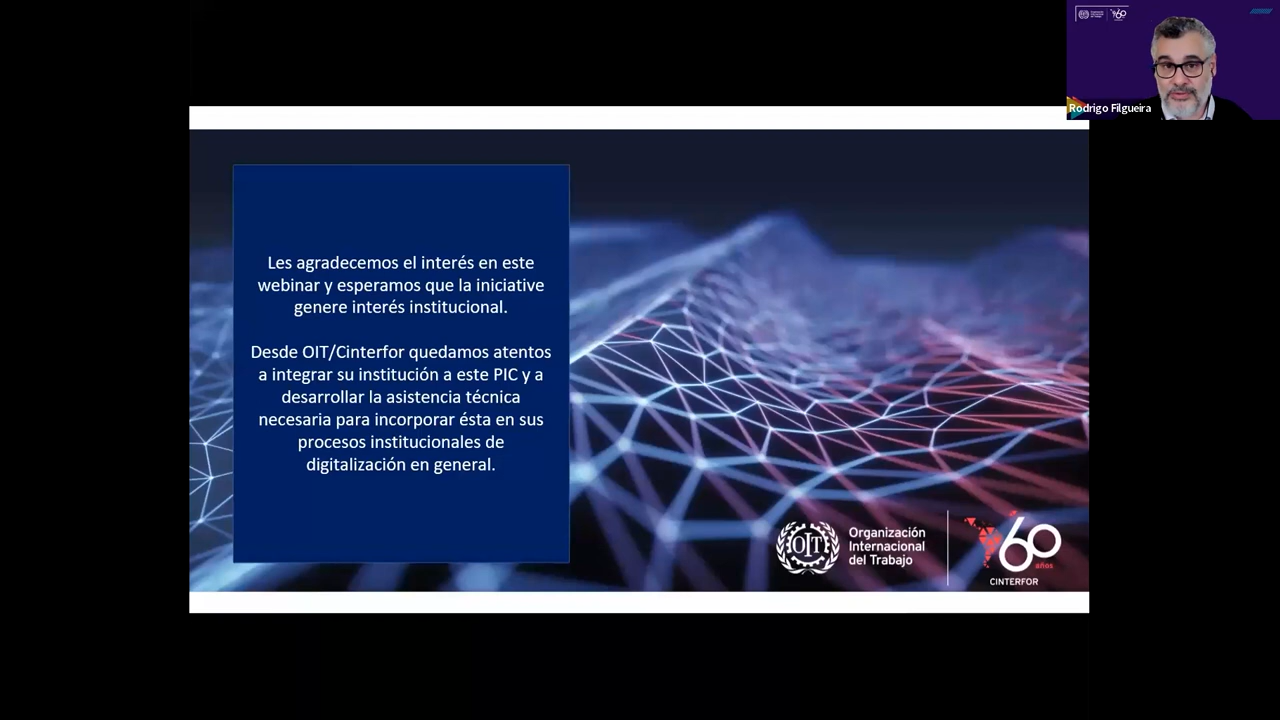 Les agradecemos el interés en este
webinar y esperamos que la iniciative
genere interés institucional.
Desde OIT/Cinterfor quedamos atentos
a integrar su institución a este PIC y a
desarrollar la asistencia técnica
necesaria para incorporar ésta en sus
procesos institucionales de
digitalización en general.
OIT
Organización
Internacional
del Trabajo
60
años
CINTERFOR
Rodrigo Filgueira